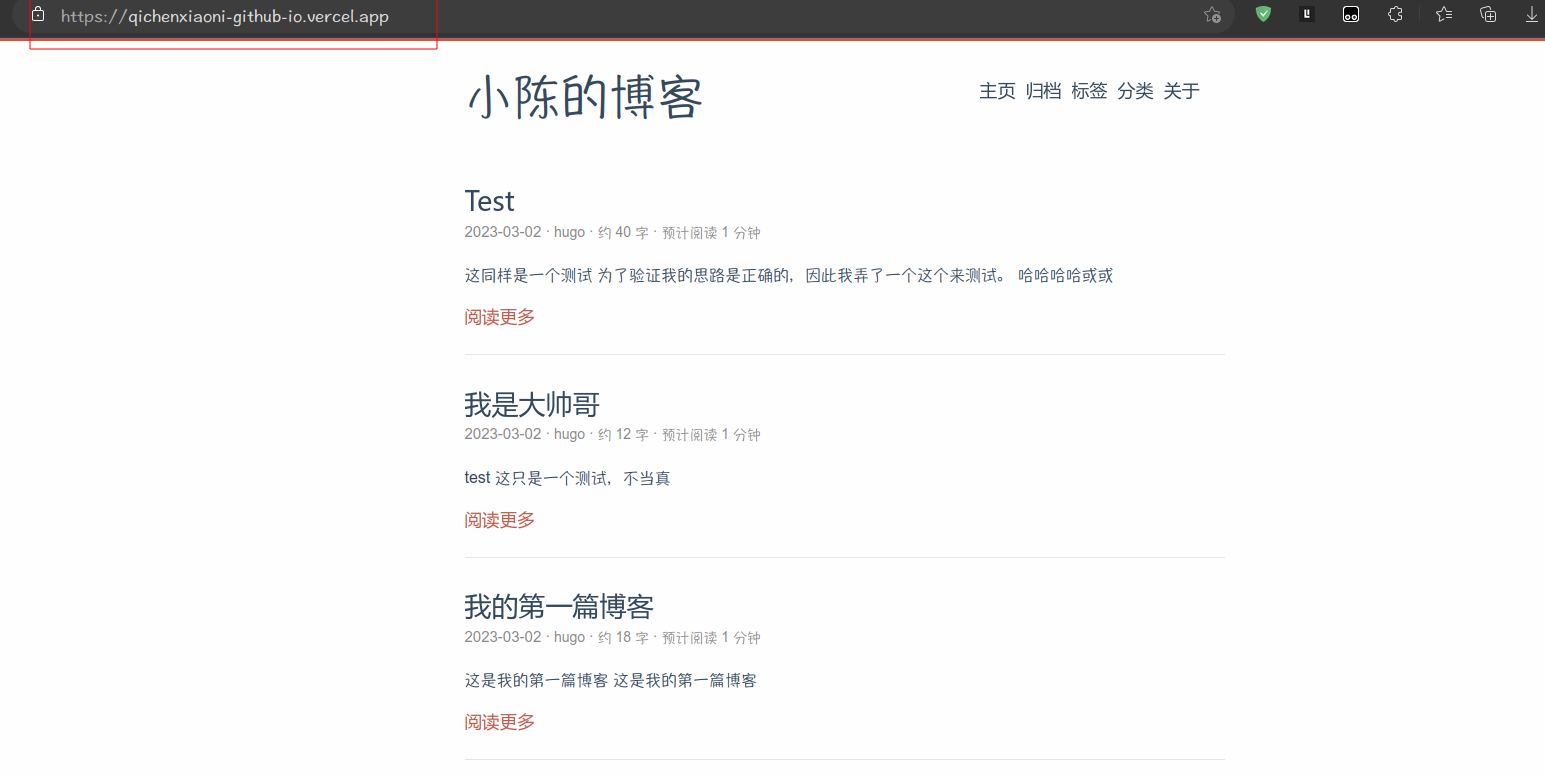 https://qichenxiaoni-github-io.vercel.app
小陈的博客
主页 归档 标签 分类 关于
Test
2023-03-02 · hugo · 约 40 字 · 预计阅读 1 分钟
这同样是一个测试 为了验证我的思路是正确的，因此我弄了一个这个来测试。 哈哈哈哈或或
阅读更多
我是大帅哥
2023-03-02 · hugo · 约 12 字 · 预计阅读 1 分钟
test 这只是一个测试，不当真
阅读更多
我的第一篇博客
2023-03-02 · hugo · 约 18 字 · 预计阅读 1 分钟
这是我的第一篇博客 这是我的第一篇博客
阅读更多